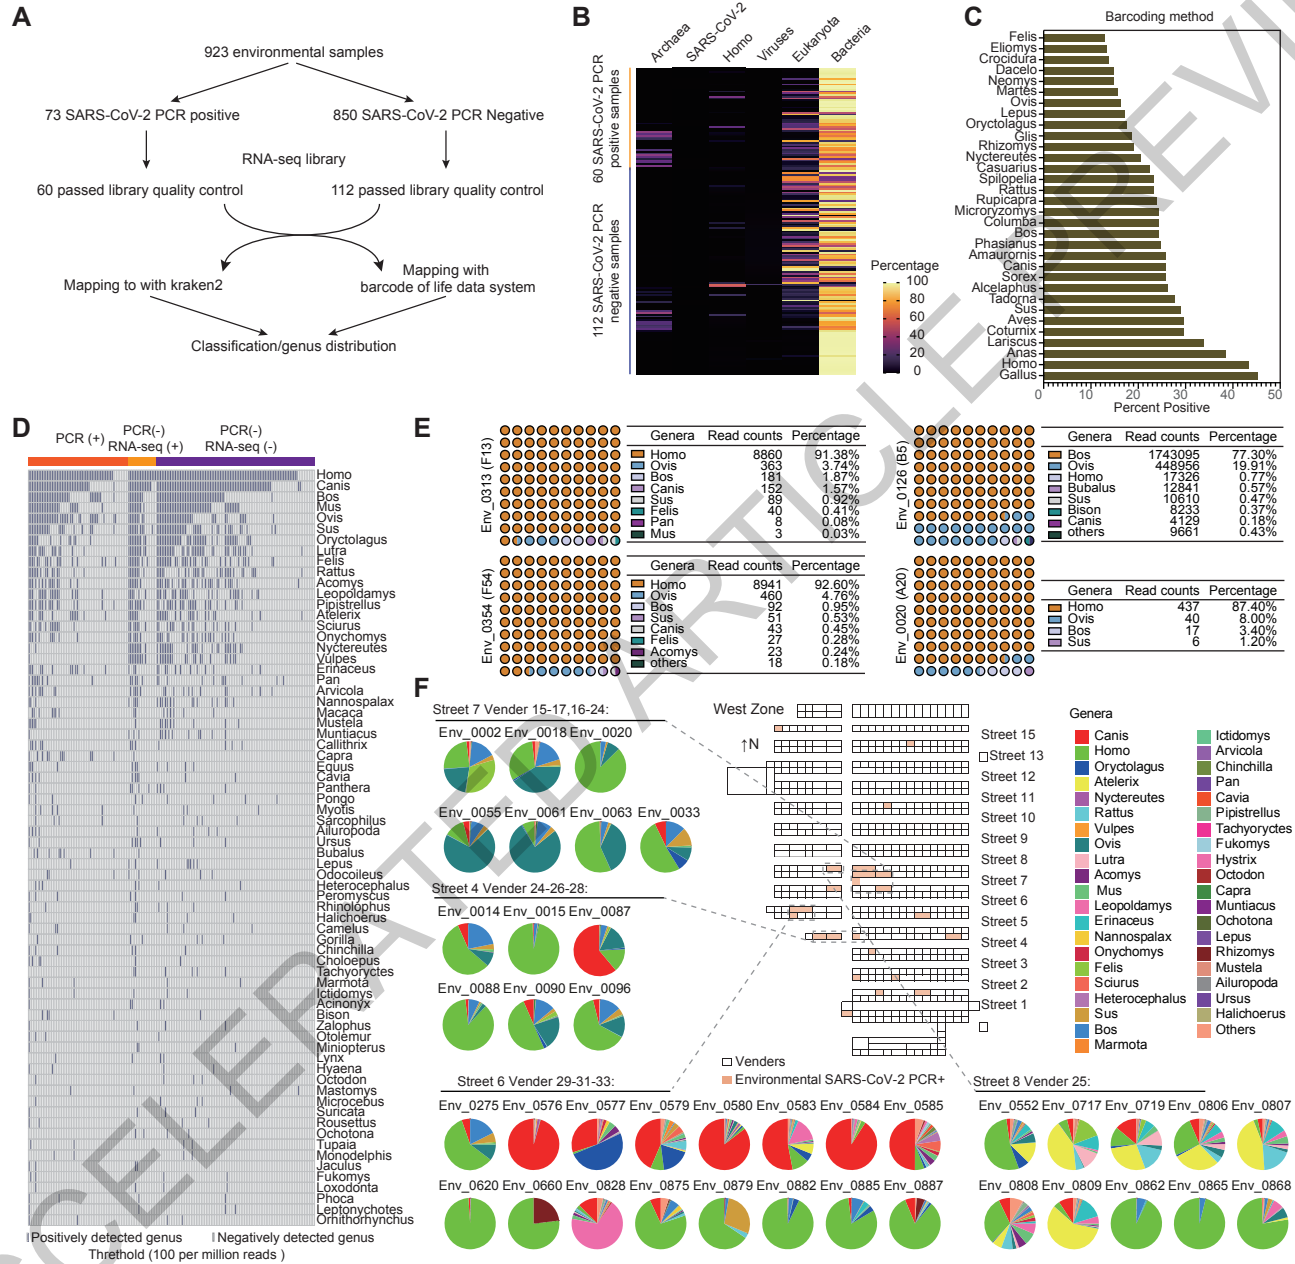 A
923 environmental samples
73 SARS-CoV-2 PCR positive
850 SARS-CoV-2 PCR Negative
RNA-seq library
60 passed library quality control
112 passed library quality control
Mapping to with kraken2
Mapping with
barcode of life data system
Classification/genus distribution
B
Archaea
SARS-CoV-2
Homo
Viruses
Eukaryota
Bacteria
60 SARS-CoV-2 PCR
positive samples
112 SARS-CoV-2 PCR
negative samples
Percentage
100
80
60
40
20
0
C
Barcoding method
Felis
Eliomys
Crocidura
Dacelo
Neomys
Martes
Ovis
Lepus
Oryctolagus
Glis
Rhizomys
Nyctereutes
Casuarius
Spilopelia
Rattus
Rupicapra
Microryzomys
Columba
Bos
Phasianus
Amauromis
Canis
Sorex
Alcelaphus
Tadorna
Sus
Aves
Coturnix
Lariscus
Anas
Homo
Gallus
0 10 20 30 40 50
Percent Positive
D
PCR (+)
PCR(-)
RNA-seq (+)
PCR(-)
RNA-seq (-)
Homo
Canis
Bos
Mus
Ovis
Sus
Oryctolagus
Lutra
Felis
Rattus
Acomys
Leopoldamys
Pipistrellus
Atelerix
Sciurus
Onychomys
Nyctereutes
Vulpes
Erinaceus
Pan
Arvicola
Nannospalax
Macaca
Mustela
Muntiacus
Callithrix
Capra
Equus
Cavia
Panthera
Pongo
Myotis
Sarcophilus
Ailuropoda
Ursus
Bubalus
Lepus
Odocoileus
Heterocephalus
Peromyscus
Rhinolophus
Halichoerus
Camelus
Gorilla
Chinchilla
Choloepus
Tachyoryctes
Marmota
Ictidomys
Acinonyx
Bison
Zalophus
Otolemur
Miniopterus
Lynx
Hyaena
Octodon
Mastomys
Microcebus
Suricata
Rousettus
Ochotona
Tupaia
Monodelphis
Jaculus
Fukomys
Loxodonta
Phoca
Leptonychotes
Ornithorhynchus
Positively detected genus
Negatively detected genus
Threthold (100 per million reads )
E
Env_0313 (F13)
Genera Read counts Percentage
Homo 8860 91.38%
Ovis 363 3.74%
Bos 181 1.87%
Canis 152 1.57%
Sus 89 0.92%
Felis 40 0.41%
Pan 8 0.08%
Mus 3 0.03%
Env_0126 (B5)
Genera Read counts Percentage
Bos 1743095 77.30%
Ovis 448956 19.91%
Homo 17326 0.77%
Bubalus 12841 0.57%
Sus 10610 0.47%
Bison 8233 0.37%
Canis 4129 0.18%
others 9661 0.43%
Env_0354 (F54)
Genera Read counts Percentage
Homo 8941 92.60%
Ovis 460 4.76%
Bos 92 0.95%
Sus 51 0.53%
Canis 43 0.45%
Felis 27 0.28%
Acomys 23 0.24%
others 18 0.18%
Env_0020 (A20)
Genera Read counts Percentage
Homo 437 87.40%
Ovis 40 8.00%
Bos 17 3.40%
Sus 6 1.20%
F
Street 7 Vender 15-17,16-24:
Env_0002 Env_0018 Env_0020
Env_0055 Env_0061 Env_0063 Env_0033
Street 4 Vender 24-26-28:
Env_0014 Env_0015 Env_0087
Env_0088 Env_0090 Env_0096
West Zone
↑N
Street 15
Street 13
Street 12
Street 11
Street 10
Street 9
Street 8
Street 7
Street 6
Street 5
Street 4
Street 3
Street 2
Street 1
Venders
Environmental SARS-CoV-2 PCR+
Genera
Canis
Homo
Oryctolagus
Atelerix
Nyctereutes
Rattus
Vulpes
Ovis
Lutra
Acomys
Mus
Leopoldamys
Erinaceus
Nannospalax
Onychomys
Felis
Sciurus
Heterocephalus
Sus
Bos
Marmota
Ictidomys
Arvicola
Chinchilla
Pan
Cavia
Pipistrellus
Tachyoryctes
Fukomys
Hystrix
Octodon
Capra
Muntiacus
Ochotona
Lepus
Rhizomys
Mustela
Ailuropoda
Ursus
Halichoerus
Others
Street 6 Vender 29-31-33:
Env_0275 Env_0576 Env_0577 Env_0579 Env_0580 Env_0583 Env_0584 Env_0585
Env_0620 Env_0660 Env_0828 Env_0875 Env_0879 Env_0882 Env_0885 Env_0887
Street 8 Vender 25:
Env_0552 Env_0717 Env_0719 Env_0806 Env_0807
Env_0808 Env_0809 Env_0862 Env_0865 Env_0868
ACCELERATED ARTICLE PREVIEW